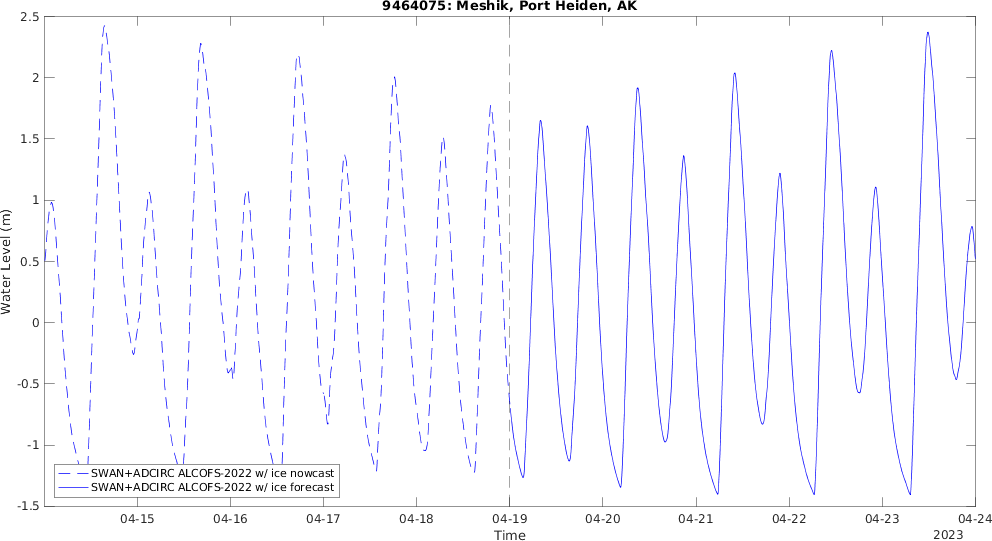 9464075: Meshik, Port Heiden, AK
Water Level (m)
2.5
2
1.5
1
0.5
0
-0.5
-1
-1.5
SWAN+ADCIRC ALCOFS-2022 w/ ice nowcast
SWAN+ADCIRC ALCOFS-2022 w/ ice forecast
04-15 04-16 04-17 04-18 04-19 04-20 04-21 04-22 04-23 04-24
Time
2023